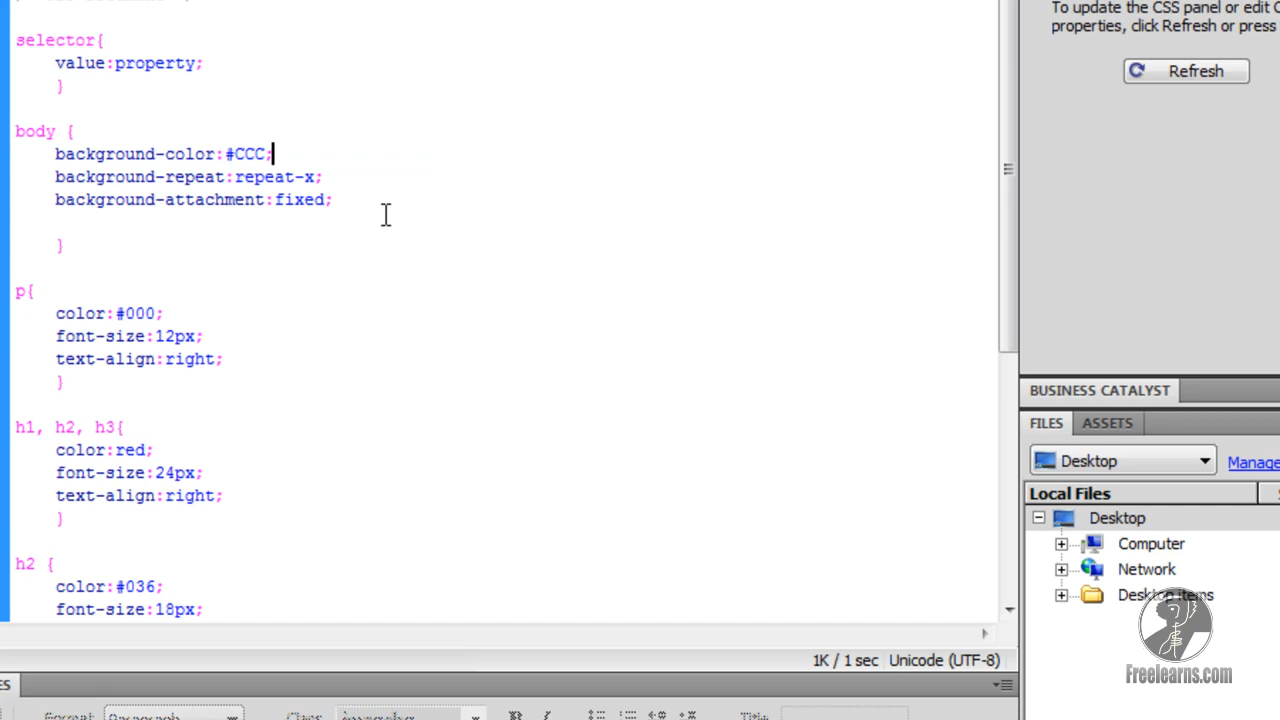 To update the CSS panel or edit
properties, click Refresh or press
Refresh
selector{
value:property;
}
body {
background-color:#CCC;
background-repeat:repeat-x;
background-attachment:fixed;
}
p{
color:#000;
font-size:12px;
text-align:right;
}
h1, h2, h3{
color:red;
font-size:24px;
text-align:right;
}
h2 {
color:#036;
font-size:18px;
BUSINESS CATALYST
FILES ASSETS
Desktop
Manage
Local Files
Desktop
Computer
Network
Desktop items
Freelearns.com
1K / 1 sec Unicode (UTF-8)